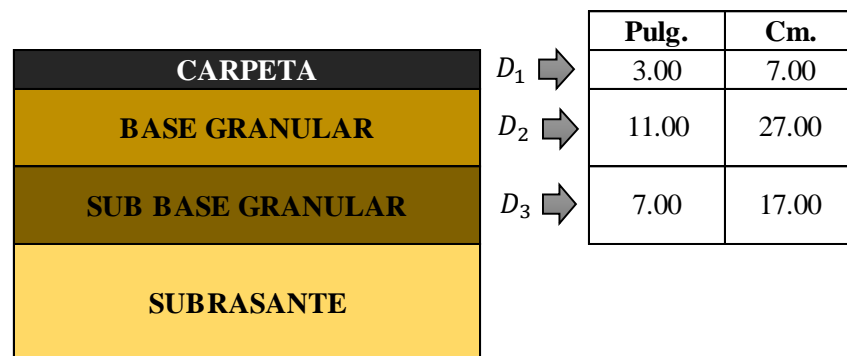 Pulg. Cm.
CARPETA D₁ 3.00 7.00
BASE GRANULAR D₂ 11.00 27.00
SUB BASE GRANULAR D₃ 7.00 17.00
SUBRASANTE